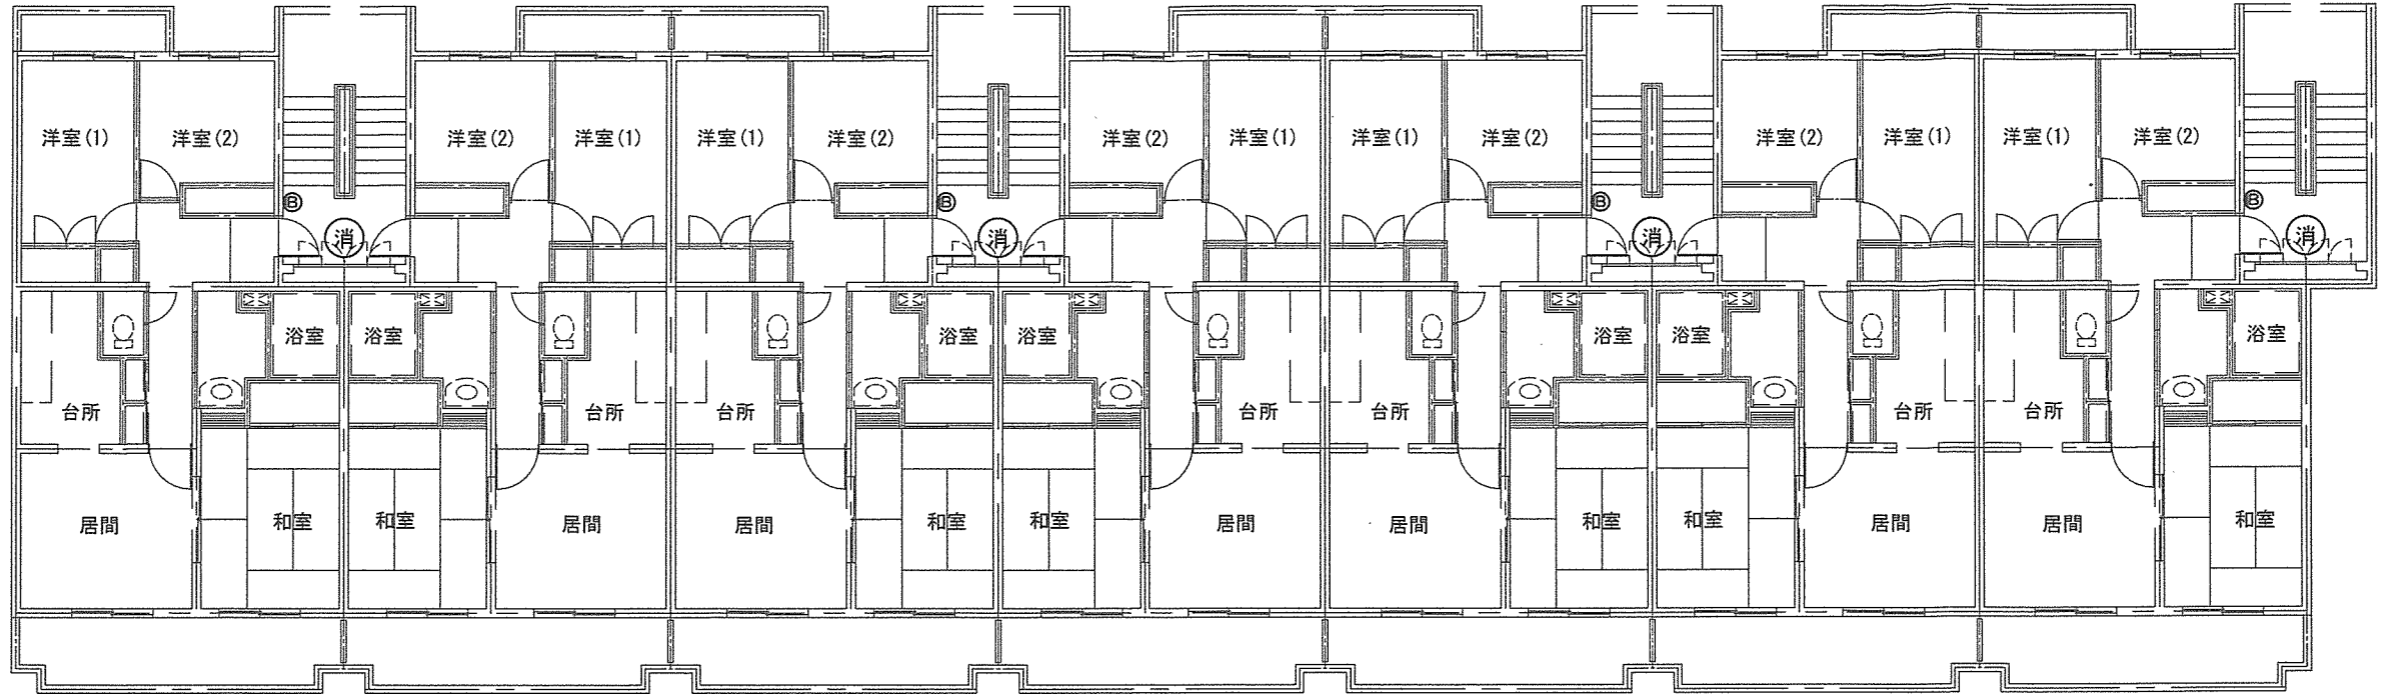 洋室(1) 洋室(2) 洋室(2) 洋室(1) 洋室(1) 洋室(2) 洋室(2) 洋室(1) 洋室(1) 洋室(2) 洋室(2) 洋室(1) 洋室(1) 洋室(2)
Ⓑ Ⓑ Ⓑ Ⓑ
消 消 消 消
浴室 浴室 浴室 浴室 浴室 浴室 浴室
台所 台所 台所 台所 台所 台所 台所
居間 和室 和室 居間 居間 和室 和室 居間 居間 和室 和室 居間 居間 和室